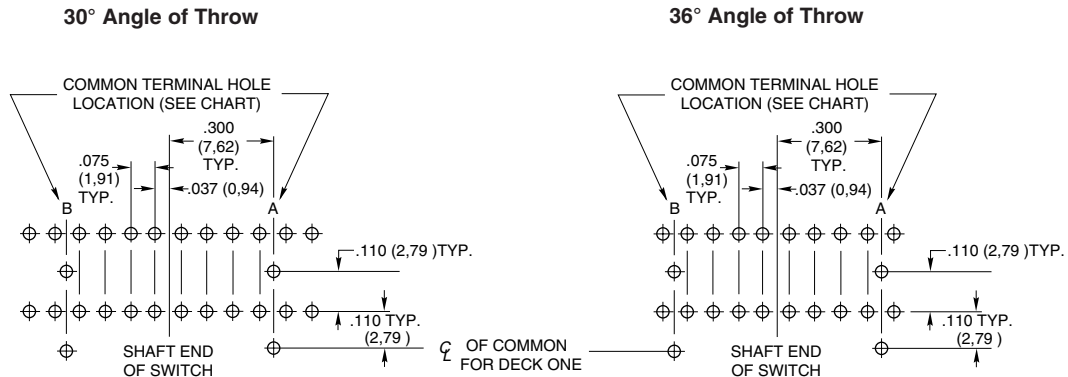 30° Angle of Throw
COMMON TERMINAL HOLE
LOCATION (SEE CHART)
.300
(7,62)
TYP.
.075
(1,91)
TYP.
.037 (0,94)
B
A
.110 (2,79 )TYP.
.110 TYP.
(2,79 )
SHAFT END
OF SWITCH
℄ OF COMMON
FOR DECK ONE
36° Angle of Throw
COMMON TERMINAL HOLE
LOCATION (SEE CHART)
.300
(7,62)
TYP.
.075
(1,91)
TYP.
.037 (0,94)
B
A
.110 (2,79 )TYP.
.110 TYP.
(2,79 )
SHAFT END
OF SWITCH